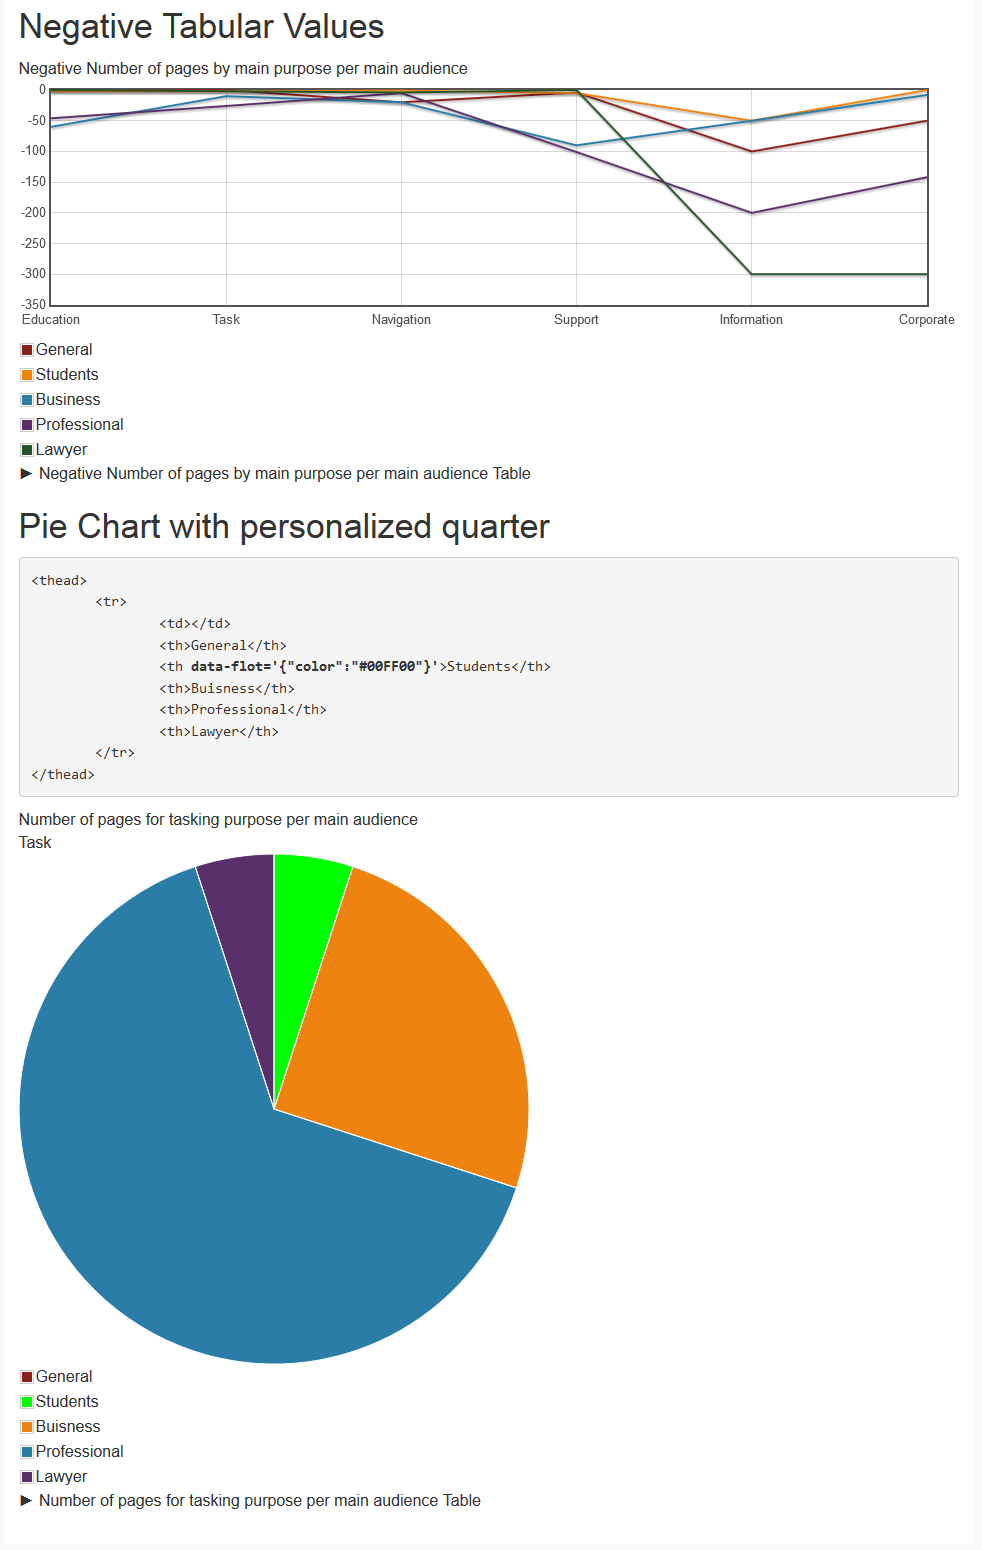 Negative Tabular Values
Negative Number of pages by main purpose per main audience
0
-50
-100
-150
-200
-250
-300
-350
Education Task Navigation Support Information Corporate
General
Students
Business
Professional
Lawyer
► Negative Number of pages by main purpose per main audience Table
Pie Chart with personalized quarter
<thead>
<tr>
<td></td>
<th>General</th>
<th data-flot='{"color":"#00FF00"}'>Students</th>
<th>Buisness</th>
<th>Professional</th>
<th>Lawyer</th>
</tr>
</thead>
Number of pages for tasking purpose per main audience
Task
General
Students
Buisness
Professional
Lawyer
► Number of pages for tasking purpose per main audience Table